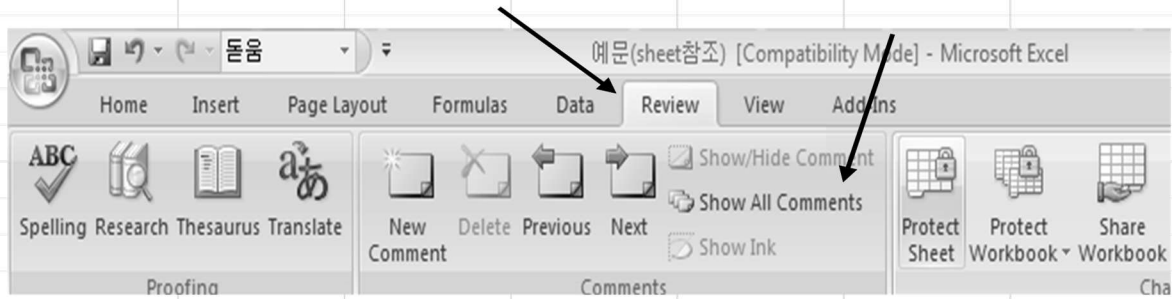 돋움
예문(sheet참조) [Compatibility Mode] - Microsoft Excel
Home Insert Page Layout Formulas Data Review View Add-Ins
ABC
Spelling Research Thesaurus Translate
New Comment
Delete Previous Next
Show/Hide Comment
Show All Comments
Show Ink
Protect Sheet
Protect Workbook
Share Workbook
Proofing Comments Cha